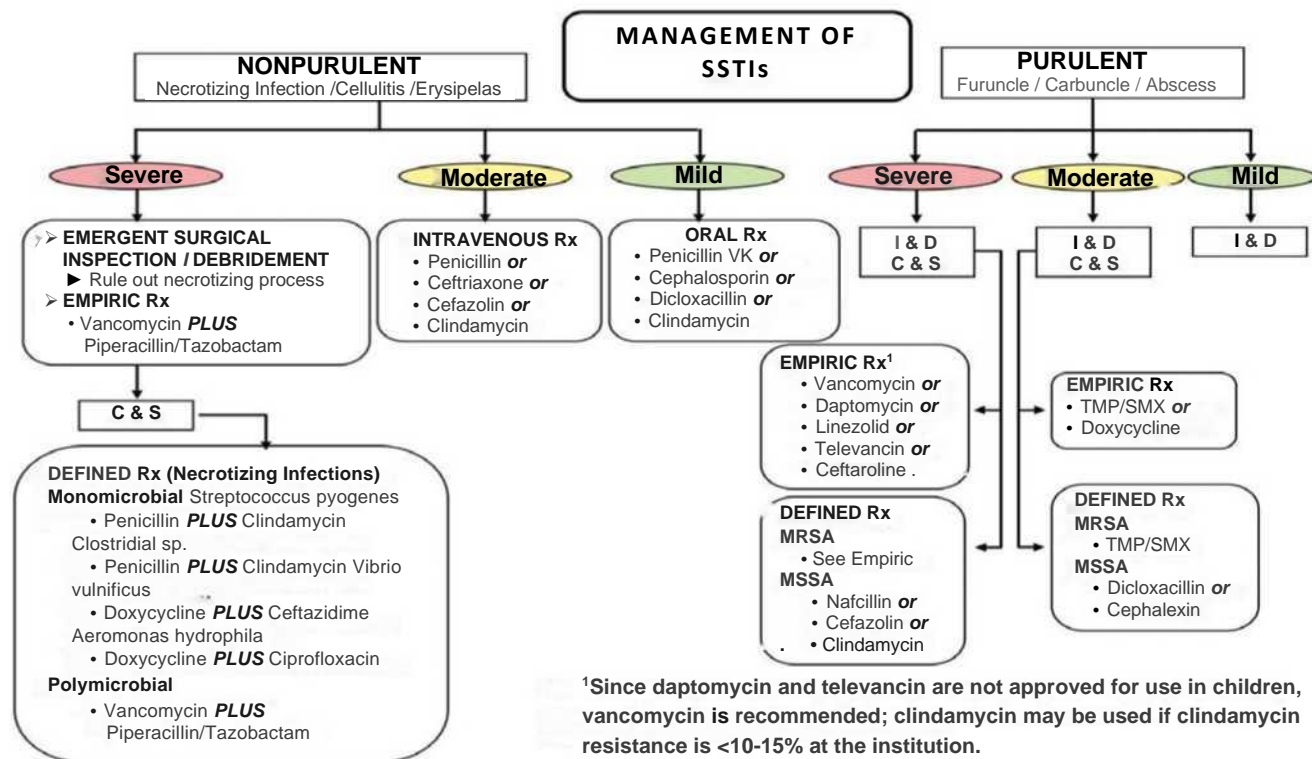 MANAGEMENT OF
SSTIs
NONPURULENT
Necrotizing Infection /Cellulitis /Erysipelas
Severe
Moderate
Mild
➢ EMERGENT SURGICAL
INSPECTION / DEBRIDEMENT
► Rule out necrotizing process
➢ EMPIRIC Rx
• Vancomycin PLUS
Piperacillin/Tazobactam
C & S
DEFINED Rx (Necrotizing Infections)
Monomicrobial Streptococcus pyogenes
• Penicillin PLUS Clindamycin
Clostridial sp.
• Penicillin PLUS Clindamycin Vibrio
vulnificus
• Doxycycline PLUS Ceftazidime
Aeromonas hydrophila
• Doxycycline PLUS Ciprofloxacin
Polymicrobial
• Vancomycin PLUS
Piperacillin/Tazobactam
INTRAVENOUS Rx
• Penicillin or
• Ceftriaxone or
• Cefazolin or
• Clindamycin
ORAL Rx
• Penicillin VK or
• Cephalosporin or
• Dicloxacillin or
• Clindamycin
PURULENT
Furuncle / Carbuncle / Abscess
Severe
Moderate
Mild
I & D
C & S
I & D
C & S
I & D
EMPIRIC Rx¹
• Vancomycin or
• Daptomycin or
• Linezolid or
• Televancin or
• Ceftaroline .
DEFINED Rx
MRSA
• See Empiric
MSSA
• Nafcillin or
• Cefazolin or
. • Clindamycin
EMPIRIC Rx
• TMP/SMX or
• Doxycycline
DEFINED Rx
MRSA
• TMP/SMX
MSSA
• Dicloxacillin or
• Cephalexin
¹Since daptomycin and televancin are not approved for use in children,
vancomycin is recommended; clindamycin may be used if clindamycin
resistance is <10-15% at the institution.